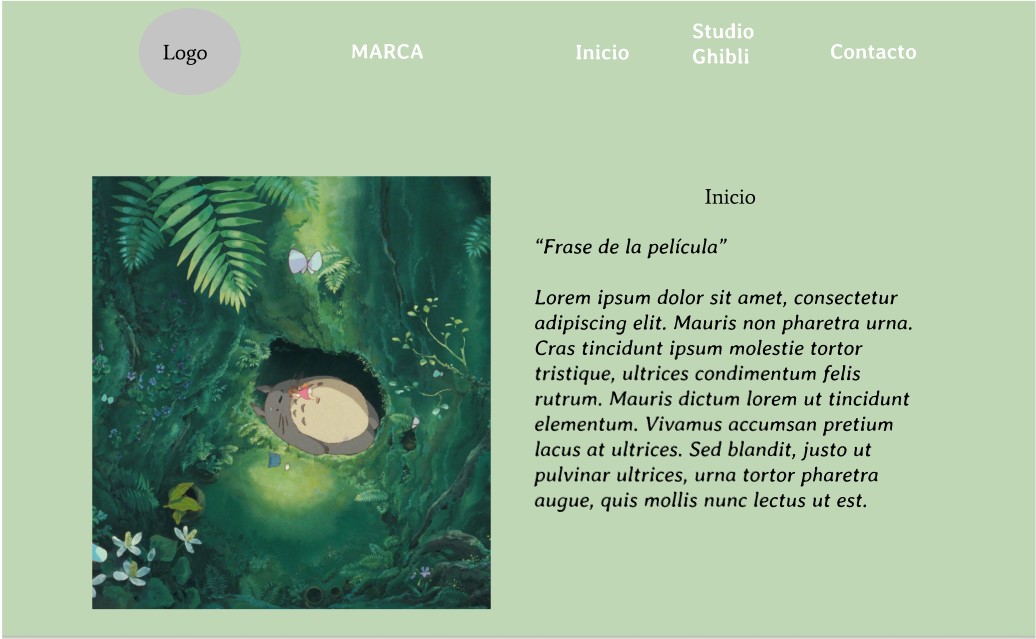 Logo
MARCA
Inicio
Studio
Ghibli
Contacto
Inicio
“Frase de la película”
Lorem ipsum dolor sit amet, consectetur
adipiscing elit. Mauris non pharetra urna.
Cras tincidunt ipsum molestie tortor
tristique, ultrices condimentum felis
rutrum. Mauris dictum lorem ut tincidunt
elementum. Vivamus accumsan pretium
lacus at ultrices. Sed blandit, justo ut
pulvinar ultrices, urna tortor pharetra
augue, quis mollis nunc lectus ut est.